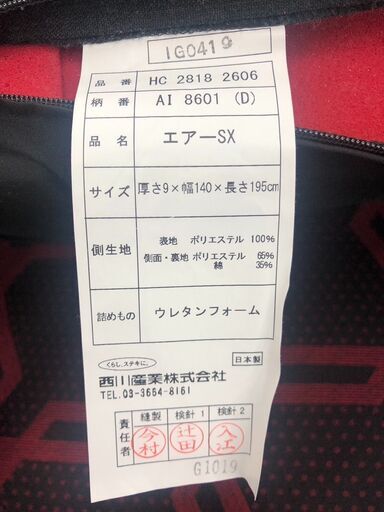 IG0419
品番 HC 2818 2606
柄番 AI 8601 (D)
品名 エアーSX
サイズ 厚さ9×幅140×長さ195cm
側生地 表地 ポリエステル 100%
側面・裏地 ポリエステル 65%
綿 35%
詰めもの ウレタンフォーム
くらし、ステキに。 日本製
西川産業株式会社
TEL.03-3664-8161
責任者 縫製 検針1 検針2
今村 辻田 入江
G1019